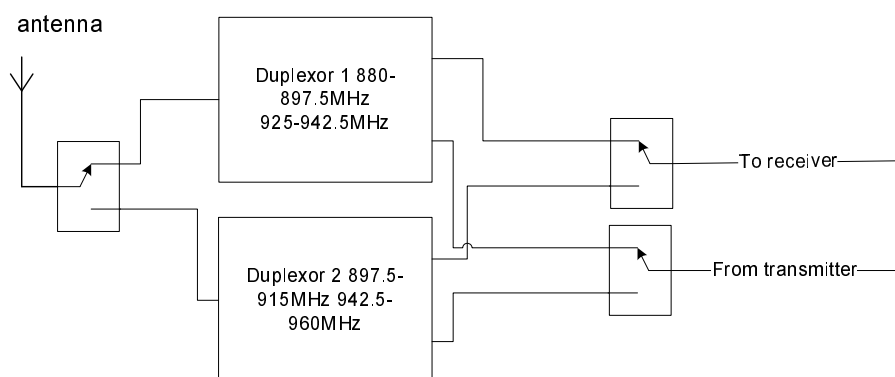 antenna
Duplexor 1 880-
897.5MHz
925-942.5MHz
To receiver
Duplexor 2 897.5-
915MHz 942.5-
960MHz
From transmitter